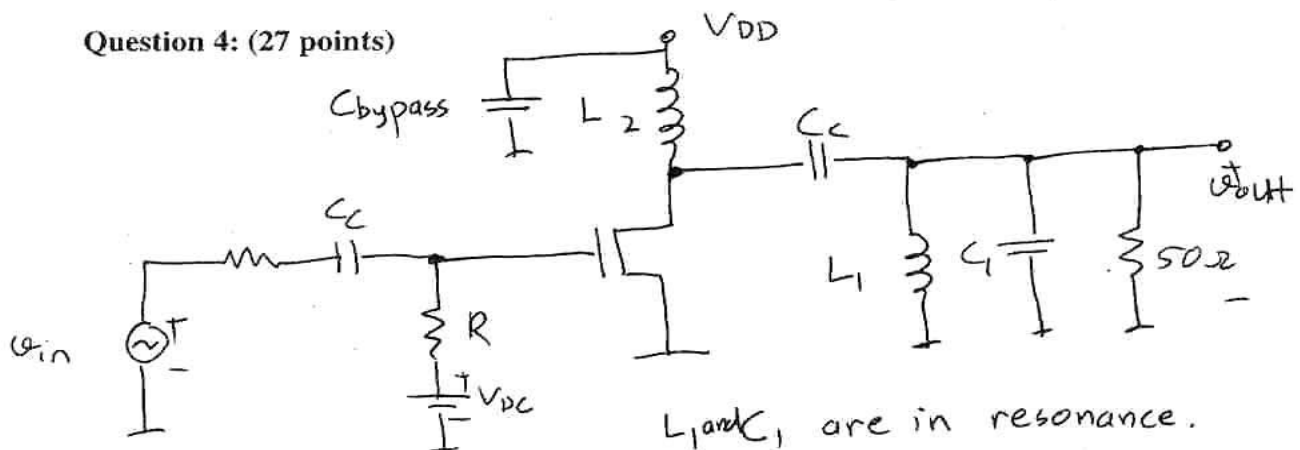 Question 4: (27 points)
VDD
Cbypass
L2
Cc
Cc
+
vout
-
L1
C1
50Ω
R
vin
+
-
+
VDC
-
L1 and C1 are in resonance.